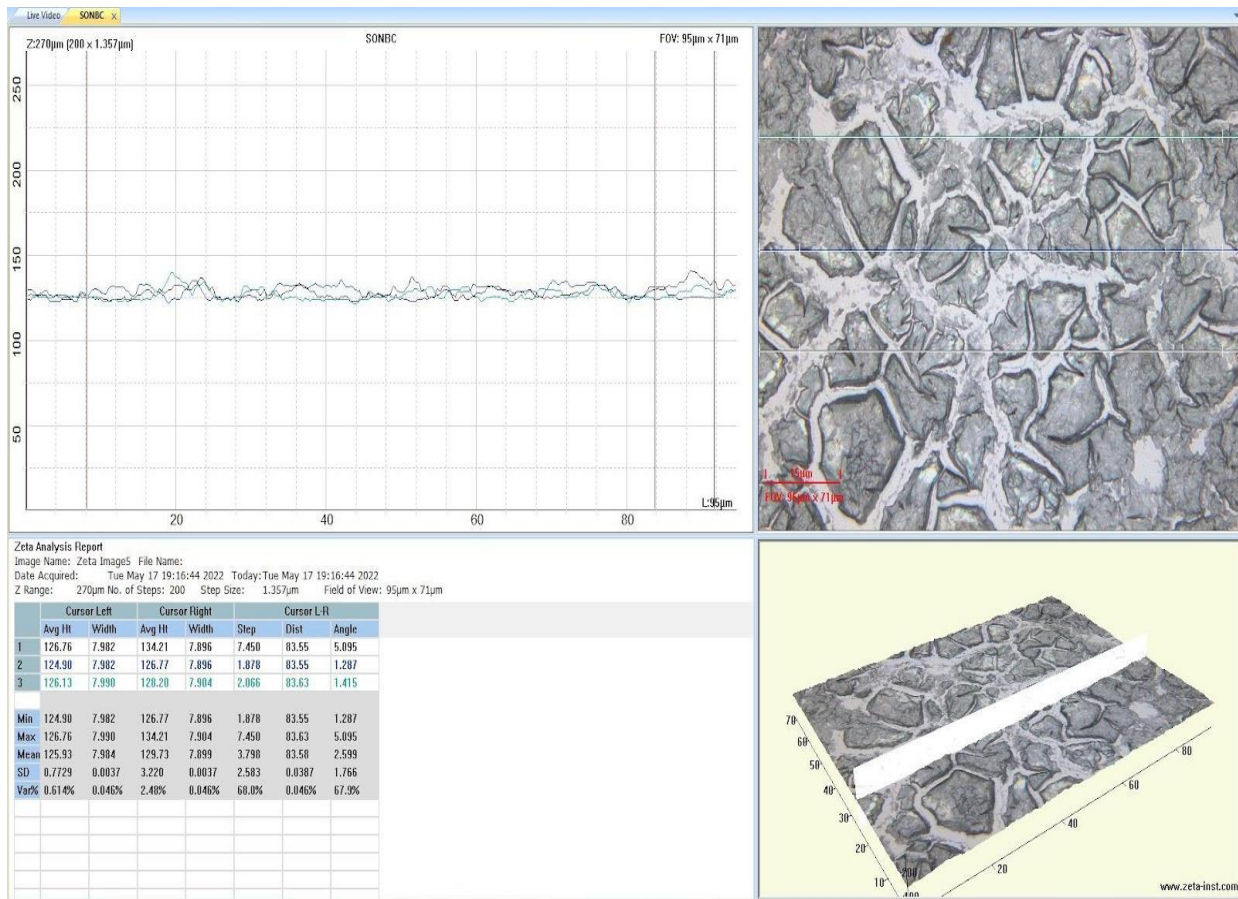 Live Video SONBC x
Z:270µm (200 x 1.357µm) SONBC FOV: 95µm x 71µm
250
200
150
100
50
L:95µm
20 40 60 80
15µm
FOV: 95µm x 71µm
Zeta Analysis Report
Image Name: Zeta Image5 File Name:
Date Acquired: Tue May 17 19:16:44 2022 Today: Tue May 17 19:16:44 2022
Z Range: 270µm No. of Steps: 200 Step Size: 1.357µm Field of View: 95µm x 71µm
Cursor Left Cursor Right Cursor L-R
Avg Ht Width Avg Ht Width Step Dist Angle
1 126.76 7.982 134.21 7.896 7.450 83.55 5.095
2 124.90 7.982 126.77 7.896 1.878 83.55 1.287
3 126.13 7.990 128.20 7.904 2.066 83.63 1.415
Min 124.90 7.982 126.77 7.896 1.878 83.55 1.287
Max 126.76 7.990 134.21 7.904 7.450 83.63 5.095
Mean 125.93 7.984 129.73 7.899 3.798 83.58 2.599
SD 0.7729 0.0037 3.220 0.0037 2.583 0.0387 1.766
Var% 0.614% 0.046% 2.48% 0.046% 68.0% 0.046% 67.9%
70
60
50
40
30
20
10
20
40
60
80
www.zeta-inst.com